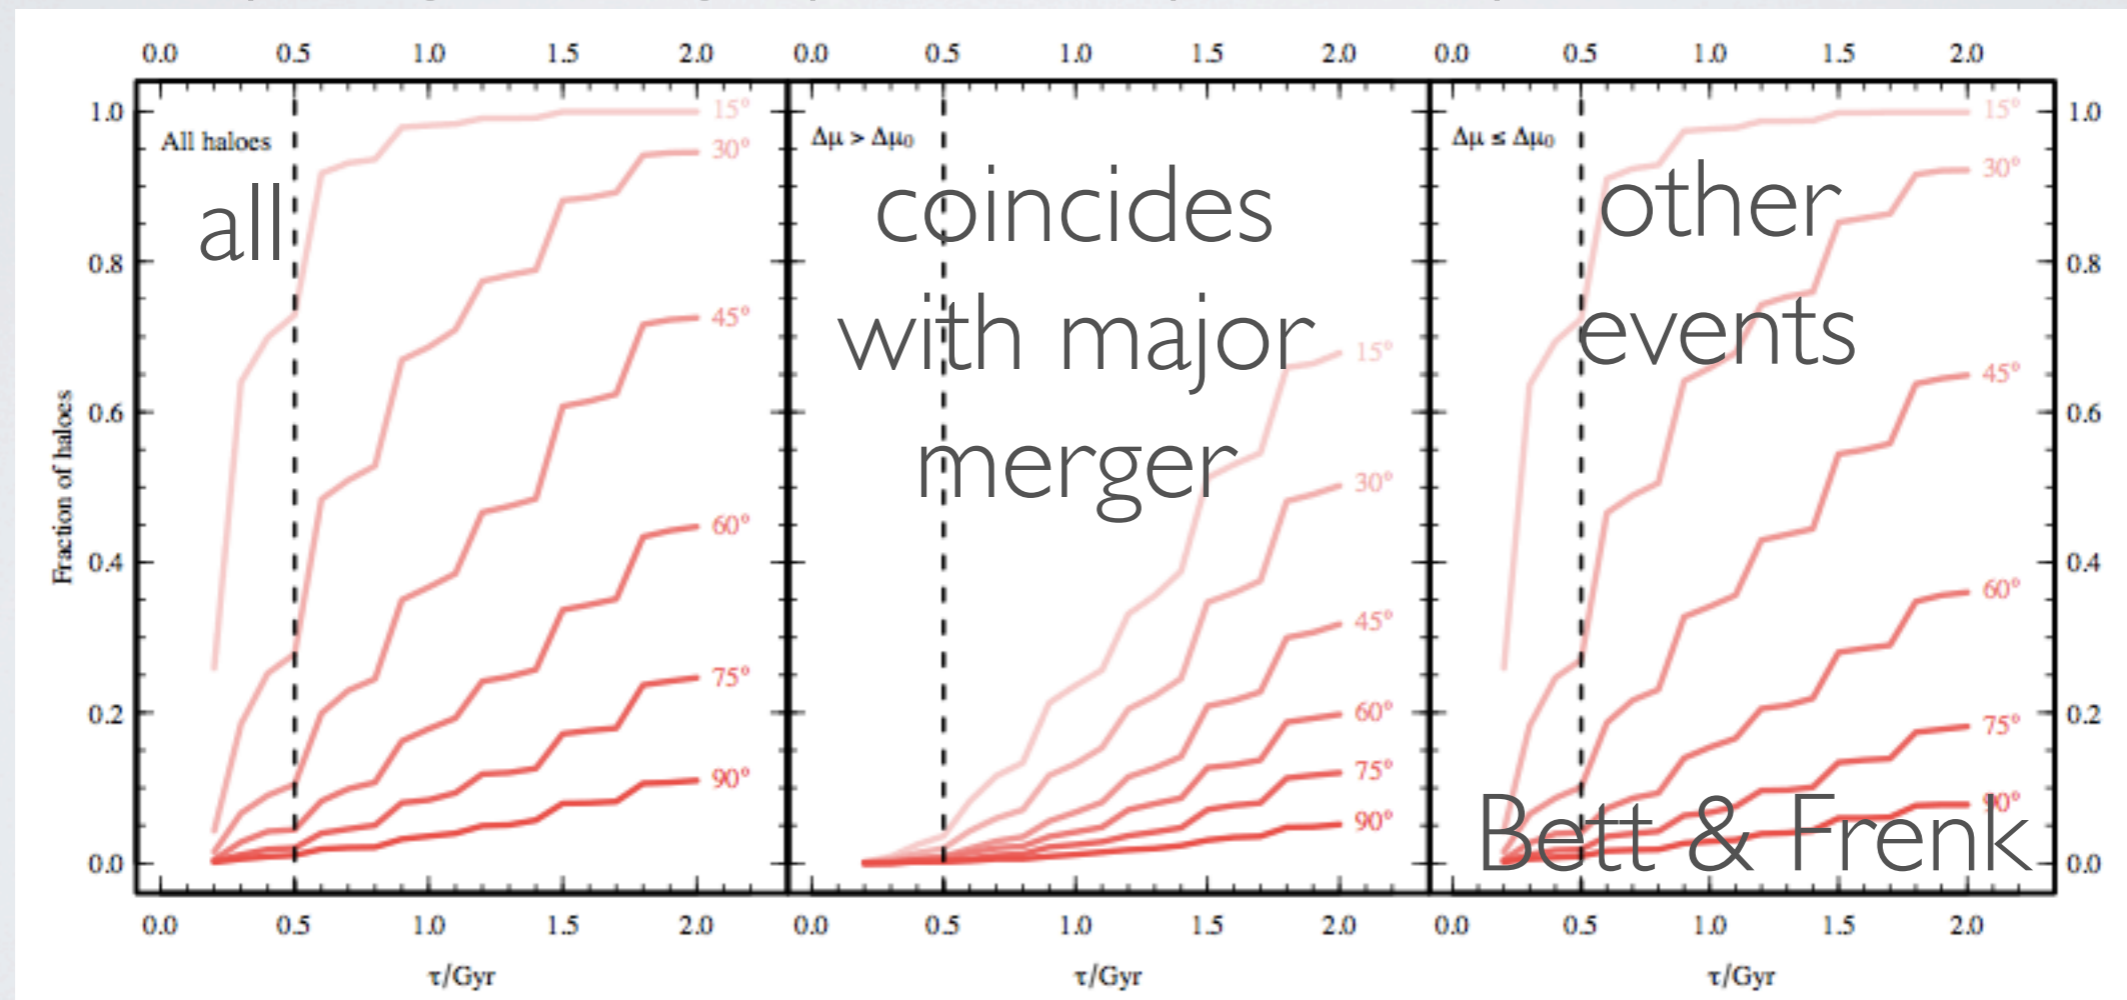 0.0 0.5 1.0 1.5 2.0 0.0 0.5 1.0 1.5 2.0 0.0 0.5 1.0 1.5 2.0
All haloes
all
Fraction of haloes
1.0
0.8
0.6
0.4
0.2
0.0
15°
30°
45°
60°
75°
90°
Δμ > Δμ₀
coincides
with major
merger
15°
30°
45°
60°
75°
90°
Δμ ≤ Δμ₀
other
events
15°
30°
45°
60°
75°
90°
Bett & Frenk
1.0
0.8
0.6
0.4
0.2
0.0
0.0 0.5 1.0 1.5 2.0 0.0 0.5 1.0 1.5 2.0 0.0 0.5 1.0 1.5 2.0
τ/Gyr τ/Gyr τ/Gyr